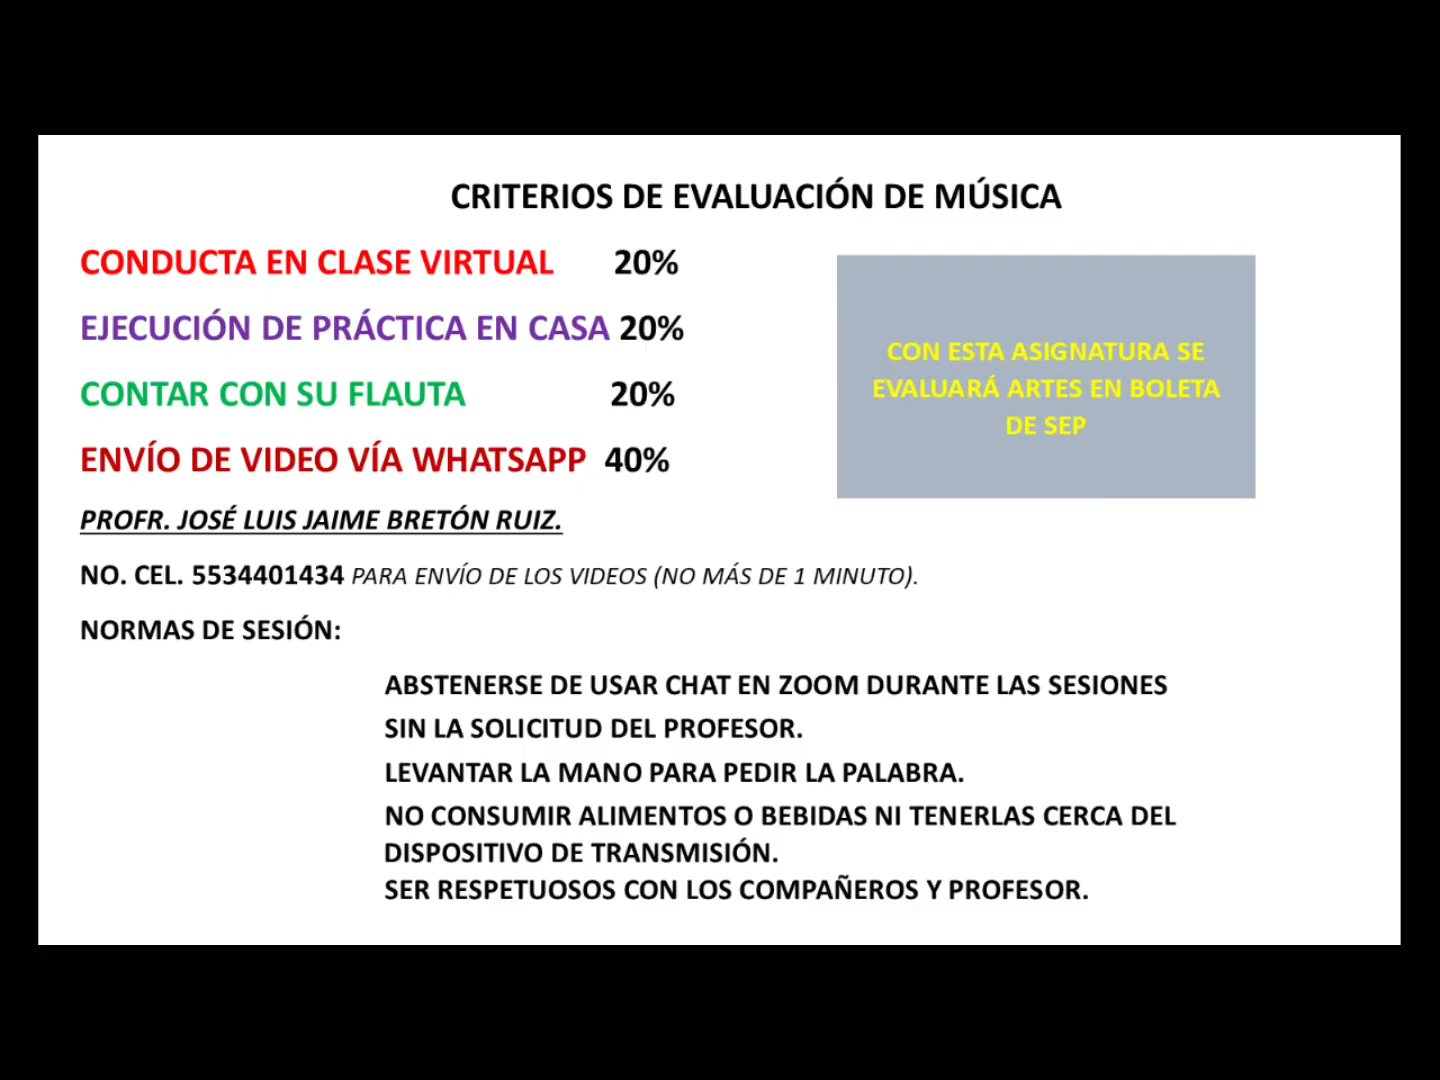 CRITERIOS DE EVALUACIÓN DE MÚSICA
CONDUCTA EN CLASE VIRTUAL 20%
EJECUCIÓN DE PRÁCTICA EN CASA 20%
CONTAR CON SU FLAUTA 20%
ENVÍO DE VIDEO VÍA WHATSAPP 40%
CON ESTA ASIGNATURA SE
EVALUARÁ ARTES EN BOLETA
DE SEP
PROFR. JOSÉ LUIS JAIME BRETÓN RUIZ.
NO. CEL. 5534401434 PARA ENVÍO DE LOS VIDEOS (NO MÁS DE 1 MINUTO).
NORMAS DE SESIÓN:
ABSTENERSE DE USAR CHAT EN ZOOM DURANTE LAS SESIONES
SIN LA SOLICITUD DEL PROFESOR.
LEVANTAR LA MANO PARA PEDIR LA PALABRA.
NO CONSUMIR ALIMENTOS O BEBIDAS NI TENERLAS CERCA DEL
DISPOSITIVO DE TRANSMISIÓN.
SER RESPETUOSOS CON LOS COMPAÑEROS Y PROFESOR.